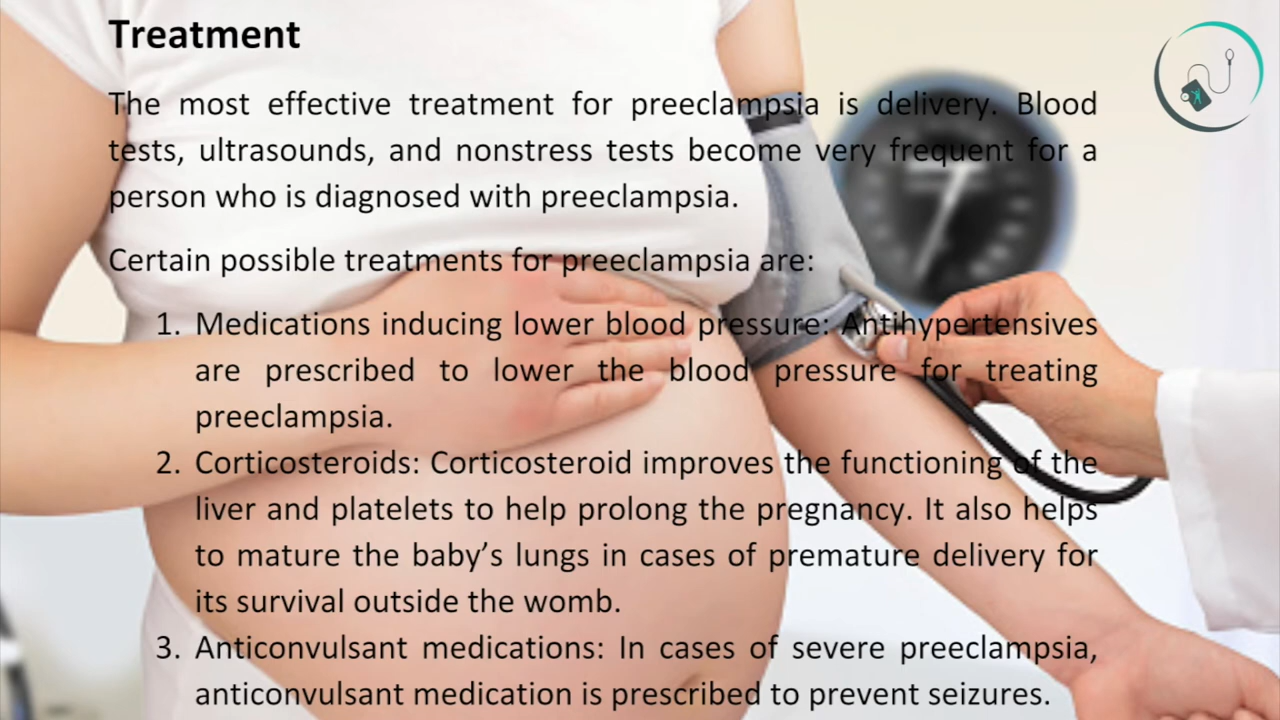 Treatment
The most effective treatment for preeclampsia is delivery. Blood
tests, ultrasounds, and nonstress tests become very frequent for a
person who is diagnosed with preeclampsia.
Certain possible treatments for preeclampsia are:
1. Medications inducing lower blood pressure: Antihypertensives
are prescribed to lower the blood pressure for treating
preeclampsia.
2. Corticosteroids: Corticosteroid improves the functioning of the
liver and platelets to help prolong the pregnancy. It also helps
to mature the baby’s lungs in cases of premature delivery for
its survival outside the womb.
3. Anticonvulsant medications: In cases of severe preeclampsia,
anticonvulsant medication is prescribed to prevent seizures.